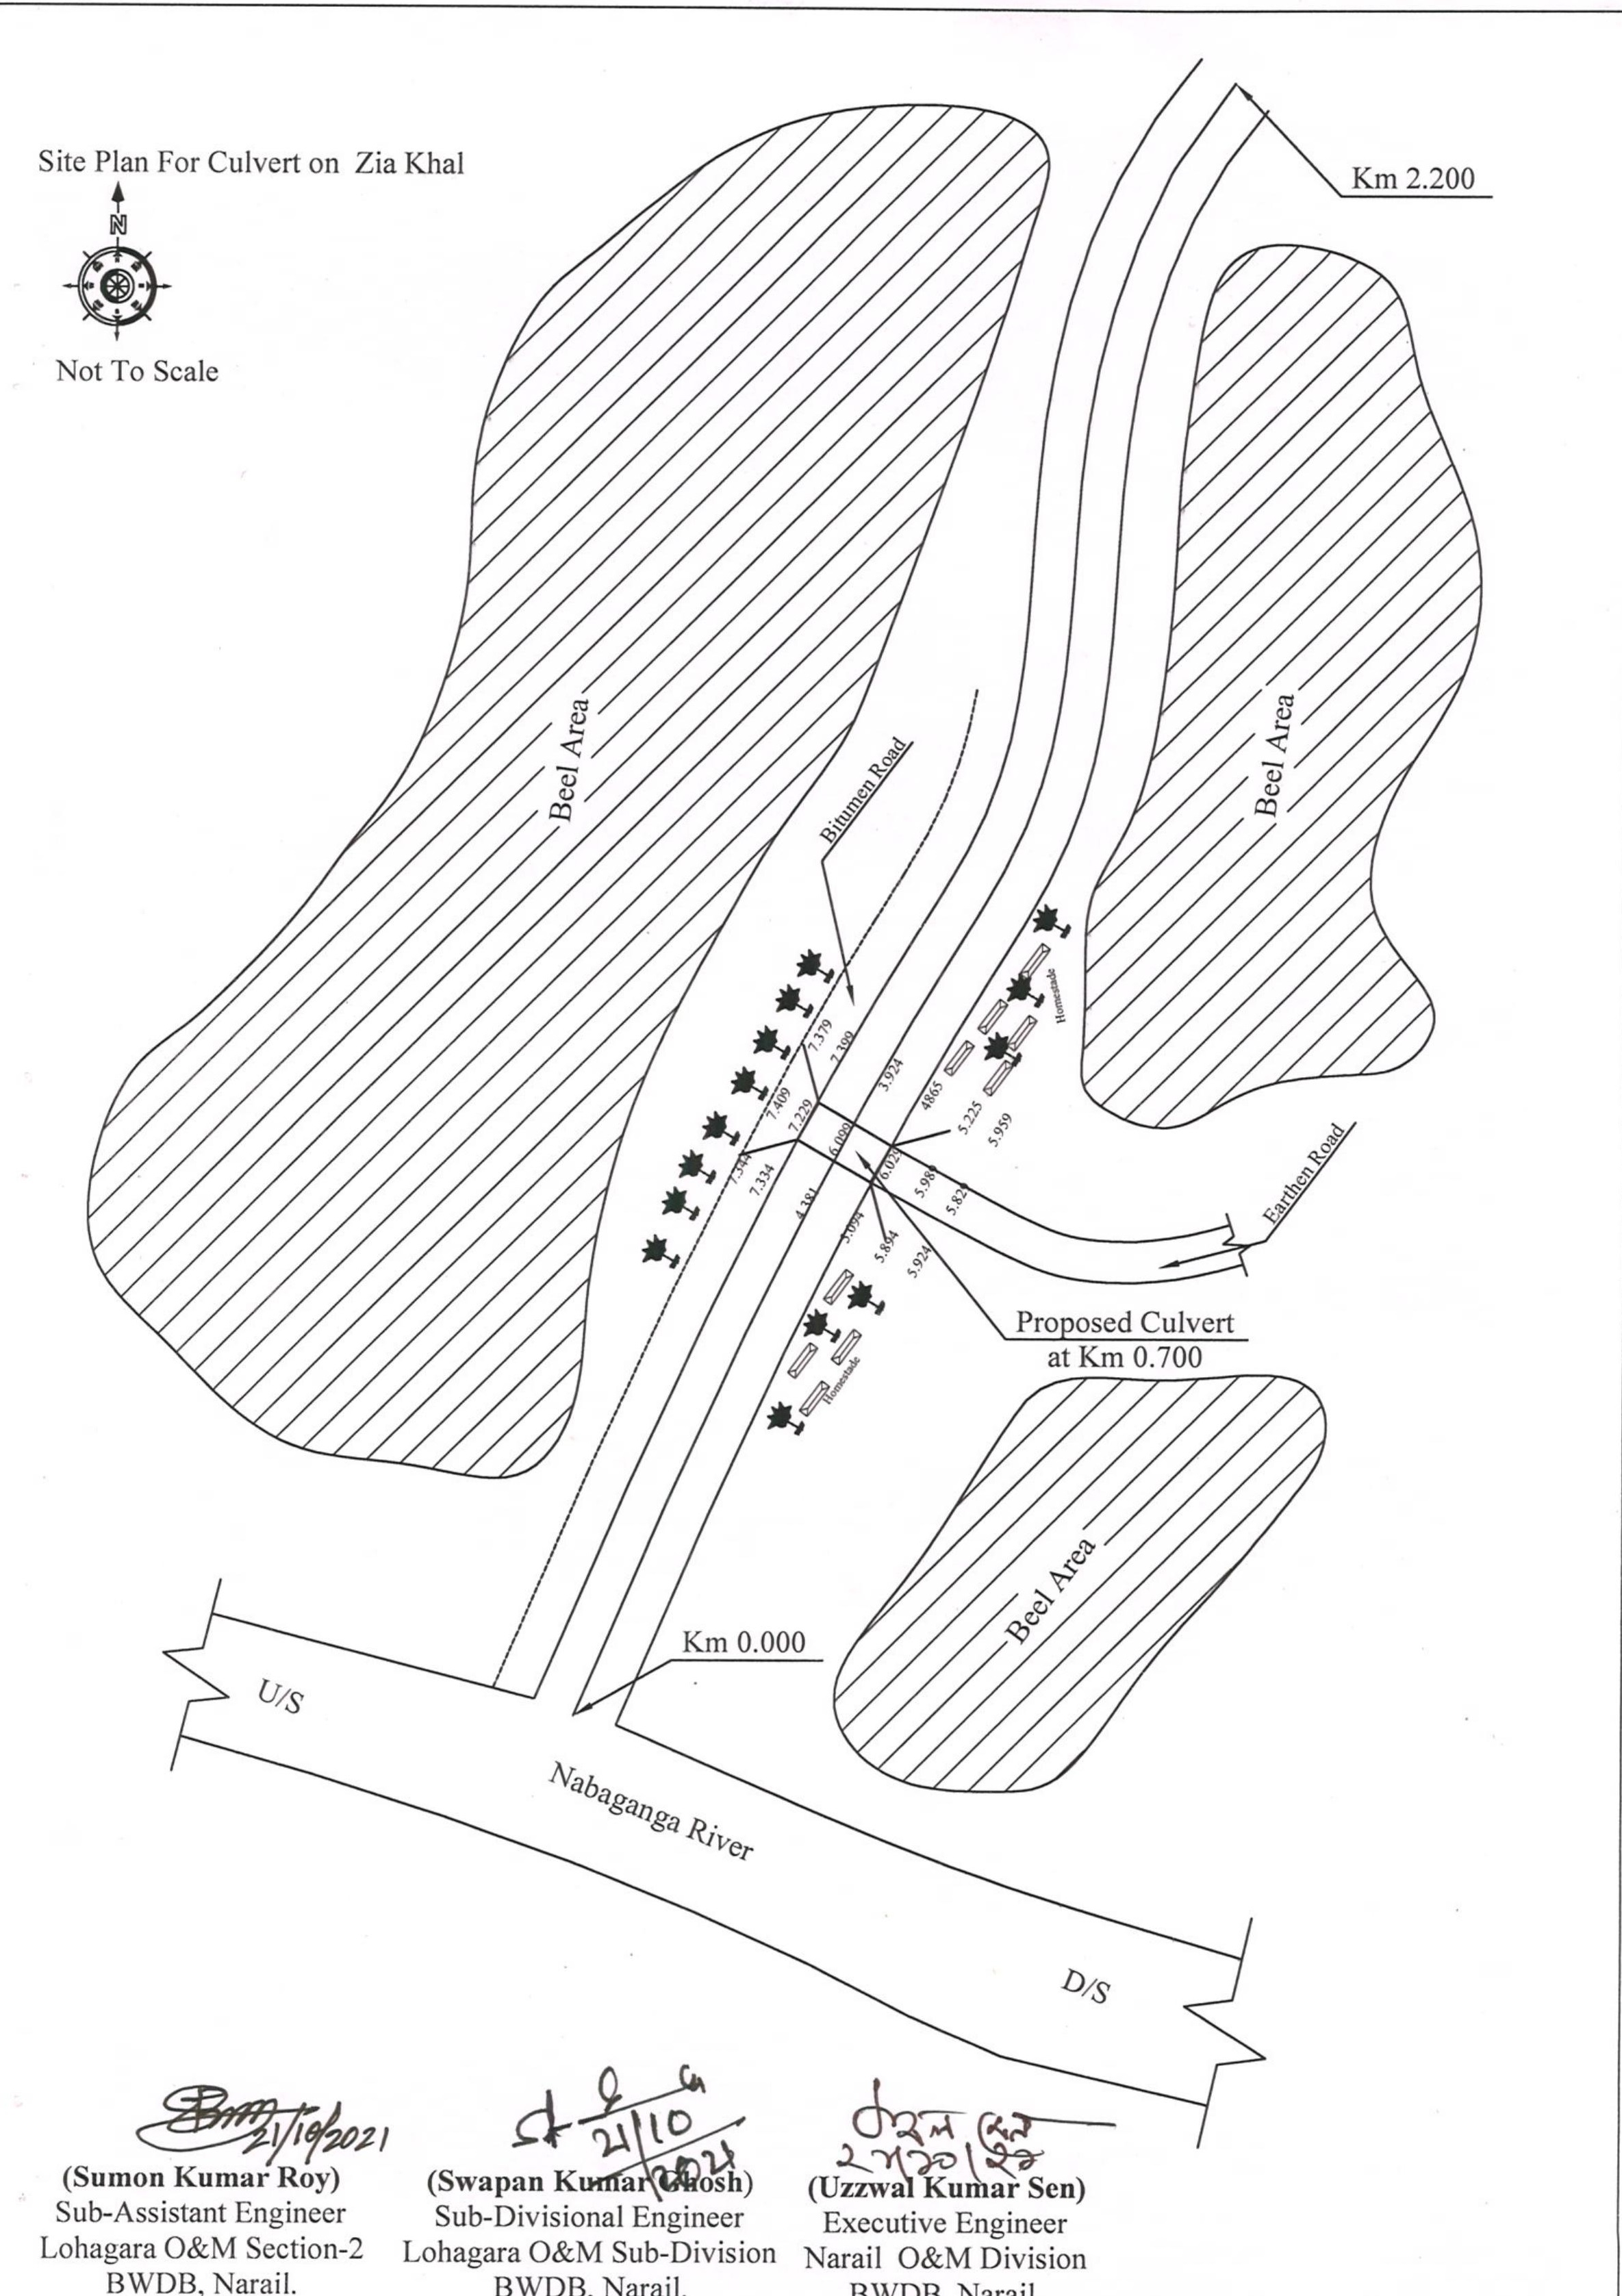 Site Plan For Culvert on Zia Khal
N
Not To Scale
Km 2.200
Beel Area
Beel Area
Bitumen Road
Homestade
7.379
7.399
3.924
4865
5.225
5.959
7.409
7.229
6.099
6.029
5.989
5.829
7.344
7.334
4.381
5.094
5.894
5.924
Earthen Road
Proposed Culvert
at Km 0.700
Homestade
Beel Area
Km 0.000
U/S
Nabaganga River
D/S
21/10/2021
21/10
2021
(Sumon Kumar Roy)
Sub-Assistant Engineer
Lohagara O&M Section-2
BWDB, Narail.
(Swapan Kumar Ghosh)
Sub-Divisional Engineer
Lohagara O&M Sub-Division
BWDB, Narail.
(Uzzwal Kumar Sen)
Executive Engineer
Narail O&M Division
BWDB, Narail